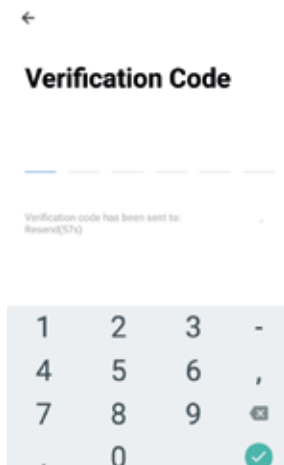 Verification Code
Verification code has been sent to:
Resend(57s)
1 2 3 -
4 5 6 ,
7 8 9
. 0